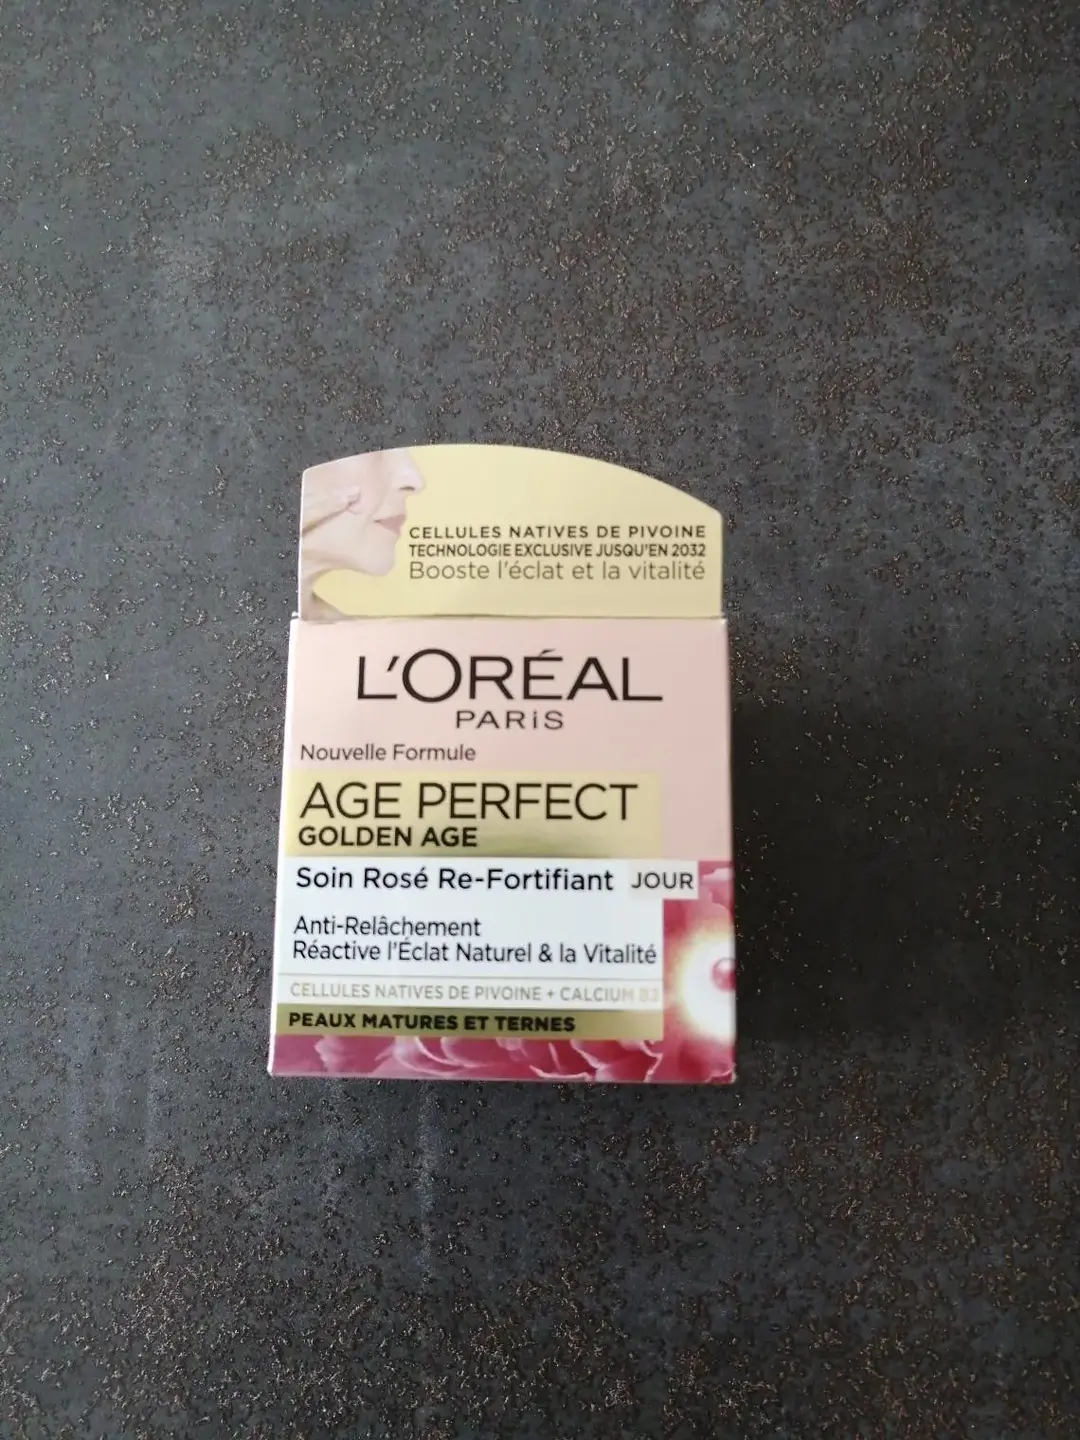 CELLULES NATIVES DE PIVOINE
TECHNOLOGIE EXCLUSIVE JUSQU'EN 2032
Booste l'éclat et la vitalité
L'ORÉAL
PARiS
Nouvelle Formule
AGE PERFECT
GOLDEN AGE
Soin Rosé Re-Fortifiant JOUR
Anti-Relâchement
Réactive l'Éclat Naturel & la Vitalité
CELLULES NATIVES DE PIVOINE + CALCIUM B3
PEAUX MATURES ET TERNES